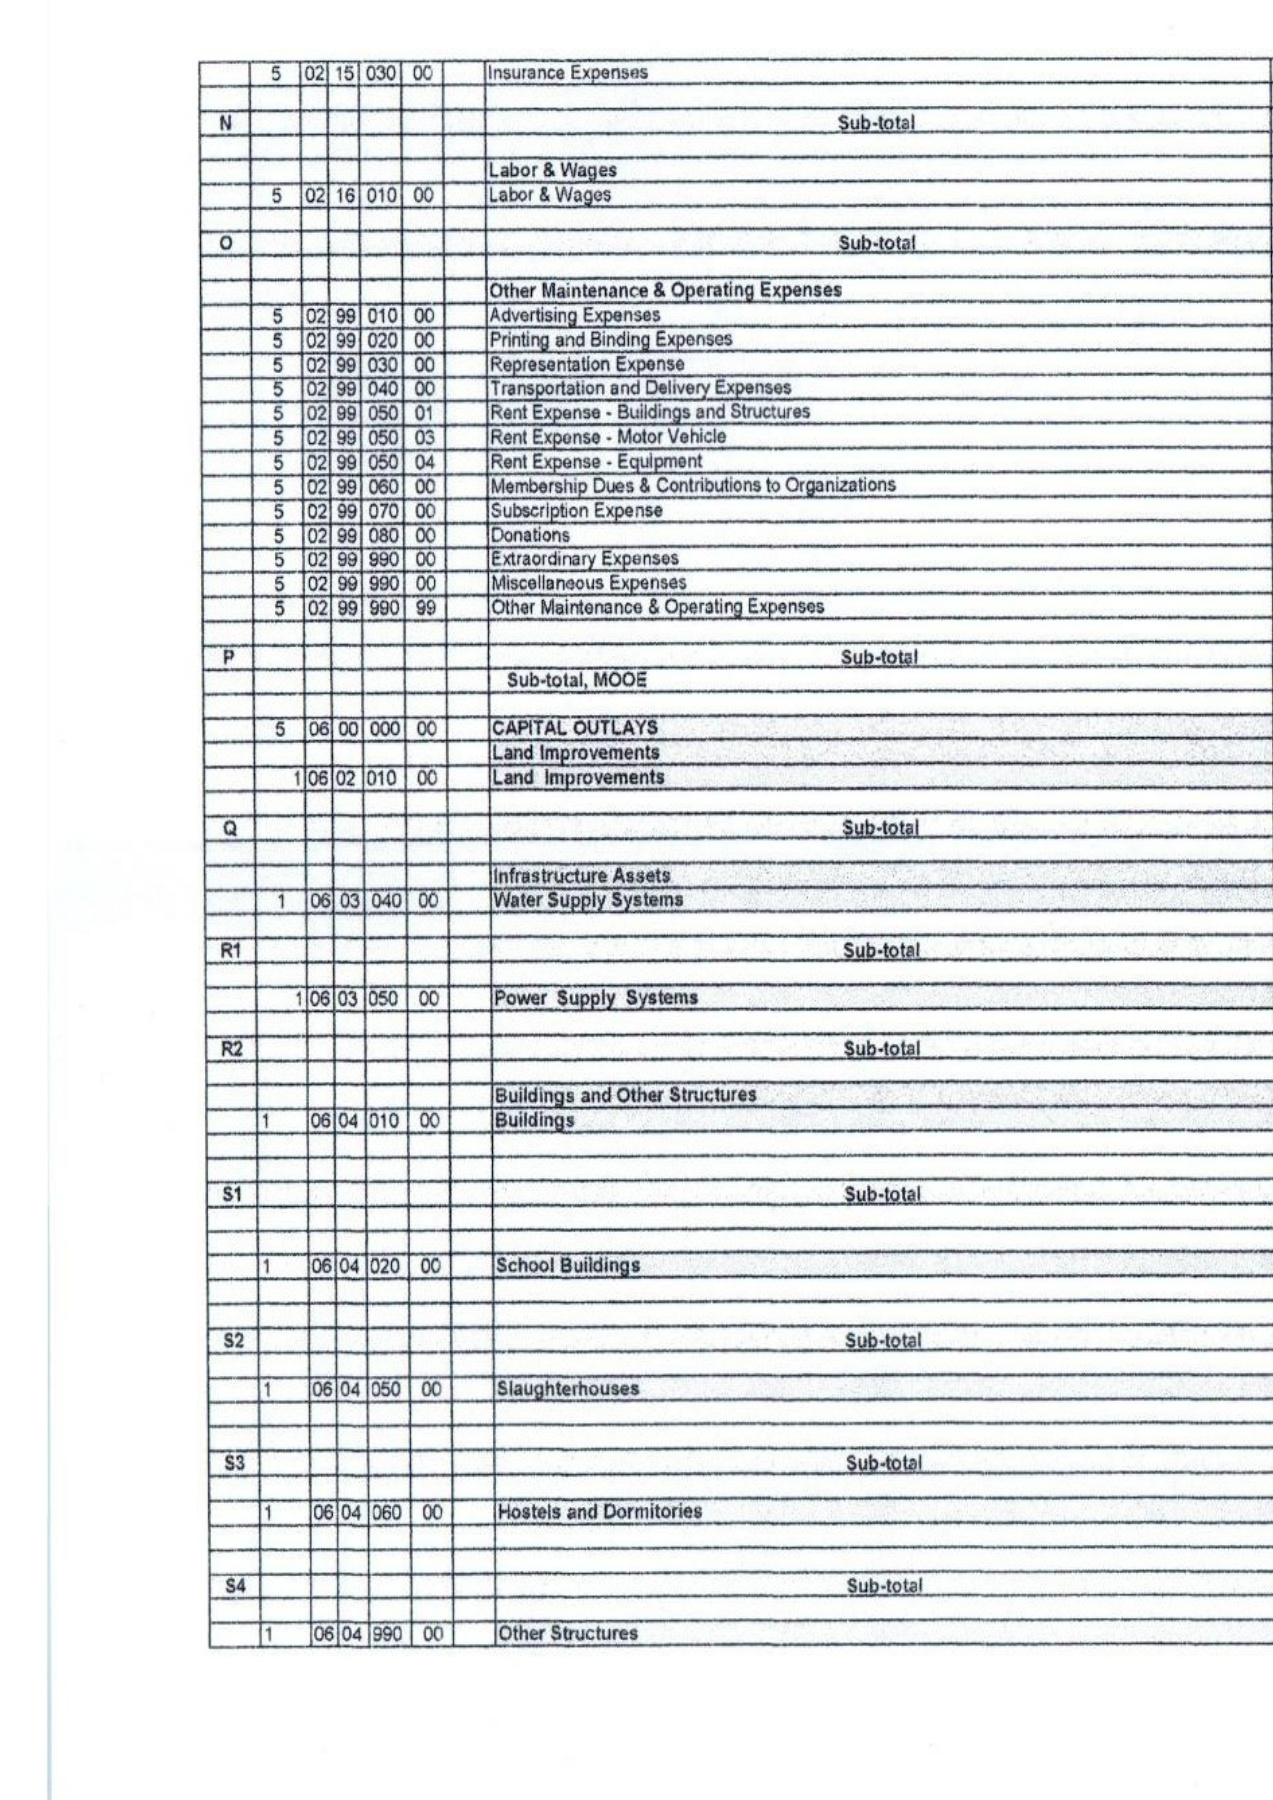 5 02 15 030 00 Insurance Expenses
N Sub-total
Labor & Wages
5 02 16 010 00 Labor & Wages
O Sub-total
Other Maintenance & Operating Expenses
5 02 99 010 00 Advertising Expenses
5 02 99 020 00 Printing and Binding Expenses
5 02 99 030 00 Representation Expense
5 02 99 040 00 Transportation and Delivery Expenses
5 02 99 050 01 Rent Expense - Buildings and Structures
5 02 99 050 03 Rent Expense - Motor Vehicle
5 02 99 050 04 Rent Expense - Equipment
5 02 99 060 00 Membership Dues & Contributions to Organizations
5 02 99 070 00 Subscription Expense
5 02 99 080 00 Donations
5 02 99 990 00 Extraordinary Expenses
5 02 99 990 00 Miscellaneous Expenses
5 02 99 990 99 Other Maintenance & Operating Expenses
P Sub-total
Sub-total, MOOE
5 06 00 000 00 CAPITAL OUTLAYS
Land Improvements
1 06 02 010 00 Land Improvements
Q Sub-total
Infrastructure Assets
1 06 03 040 00 Water Supply Systems
R1 Sub-total
1 06 03 050 00 Power Supply Systems
R2 Sub-total
Buildings and Other Structures
1 06 04 010 00 Buildings
S1 Sub-total
1 06 04 020 00 School Buildings
S2 Sub-total
1 06 04 050 00 Slaughterhouses
S3 Sub-total
1 06 04 060 00 Hostels and Dormitories
S4 Sub-total
1 06 04 990 00 Other Structures